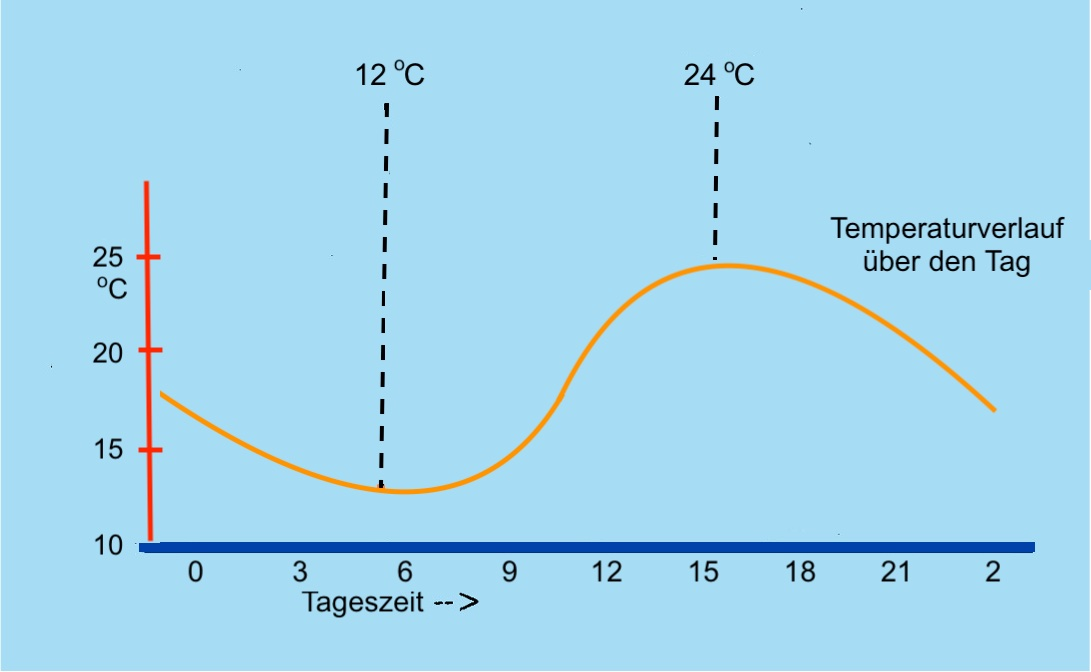 12 °C
24 °C
Temperaturverlauf
über den Tag
25
°C
20
15
10
0 3 6 9 12 15 18 21 2
Tageszeit -->